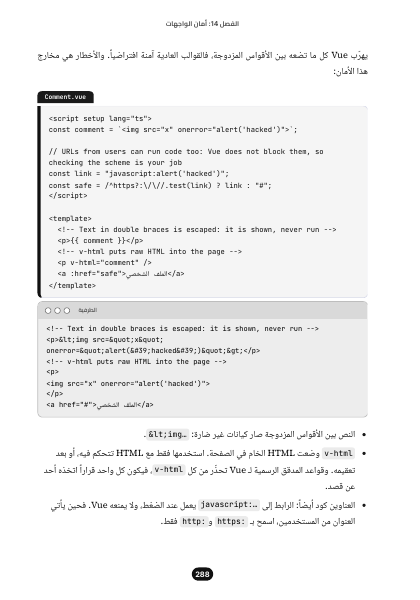 الفصل 14: أمان الواجهات
يهرّب Vue كل ما تضعه بين الأقواس المزدوجة، فالقوالب العادية آمنة افتراضياً. والأخطار هي مخارج
هذا الأمان:
Comment.vue
<script setup lang="ts">
const comment = `<img src="x" onerror="alert('hacked')">`;
// URLs from users can run code too: Vue does not block them, so
checking the scheme is your job
const link = "javascript:alert('hacked')";
const safe = /^https?:\/\//.test(link) ? link : "#";
</script>
<template>
<!-- Text in double braces is escaped: it is shown, never run -->
<p>{{ comment }}</p>
<!-- v-html puts raw HTML into the page -->
<p v-html="comment" />
<a :href="safe">الملف الشخصي</a>
</template>
الطرفية
<!-- Text in double braces is escaped: it is shown, never run -->
<p>&lt;img src=&quot;x&quot;
onerror=&quot;alert(&#39;hacked&#39;)&quot;&gt;</p>
<!-- v-html puts raw HTML into the page -->
<p>
<img src="x" onerror="alert('hacked')">
</p>
<a href="#">الملف الشخصي</a>
• النص بين الأقواس المزدوجة صار كيانات غير ضارة: &lt;img… .
• v-html وضعت HTML الخام في الصفحة. استخدمها فقط مع HTML تتحكم فيه، أو بعد
تعقيمه. وقواعد المدقق الرسمية لـ Vue تحذّر من كل v-html، فيكون كل واحد قراراً اتخذه أحد
عن قصد.
• العناوين كود أيضاً: الرابط إلى javascript:… يعمل عند الضغط، ولا يمنعه Vue. فحين يأتي
العنوان من المستخدمين، اسمح بـ https: و http: فقط.
288